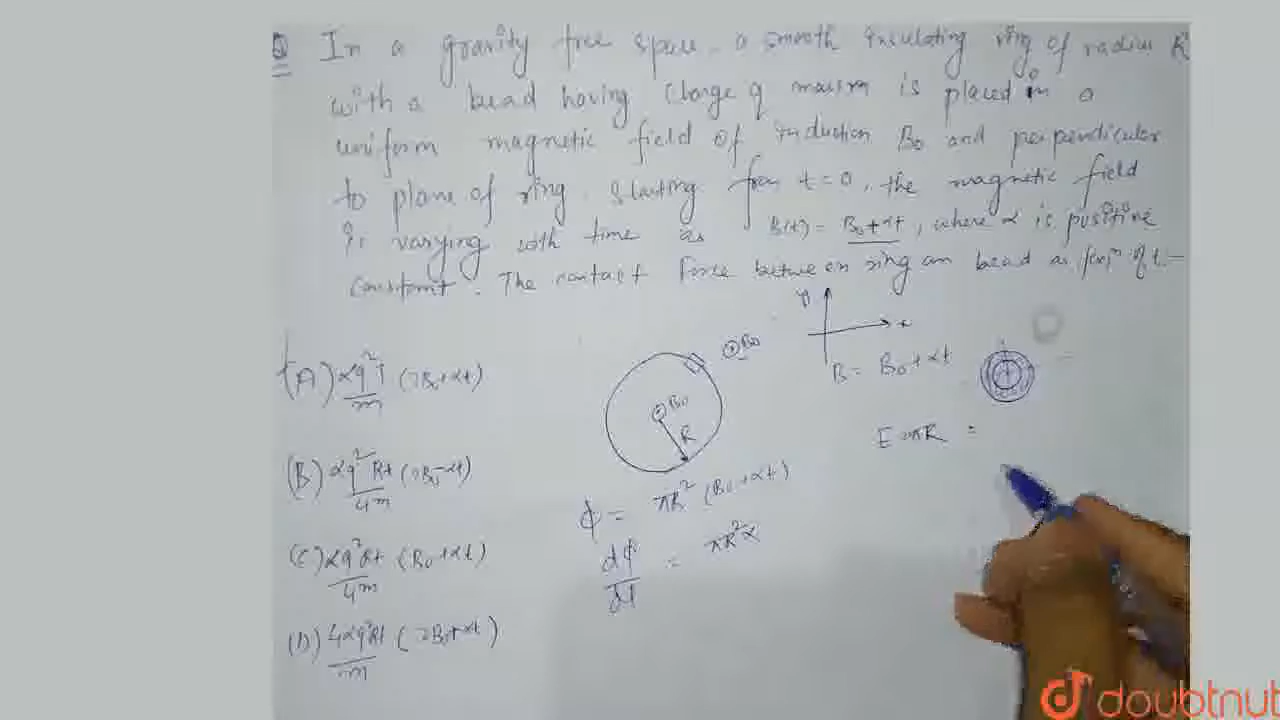 Q In a gravity free space a smooth insulating ring of radius R
with a bead having charge q mass m is placed in a
uniform magnetic field of induction B0 and perpendicular
to plane of ring. Starting from t=0, the magnetic field
is varying with time as B(t) = B0+αt, where α is positive
constant. The contact force between ring an bead as fxn of t.-
y
x
B0
B = B0+αt
(A) αq²t/m (2B0+αt)
B0
R
E 2πR =
(B) αq²Rt/4m (2B0-αt)
ϕ = πR² (B0+αt)
(C) αq²Rt/4m (B0+αt)
dϕ/dt = πR²α
(D) 4αq²Rt/m (2B0+αt)
doubtnut